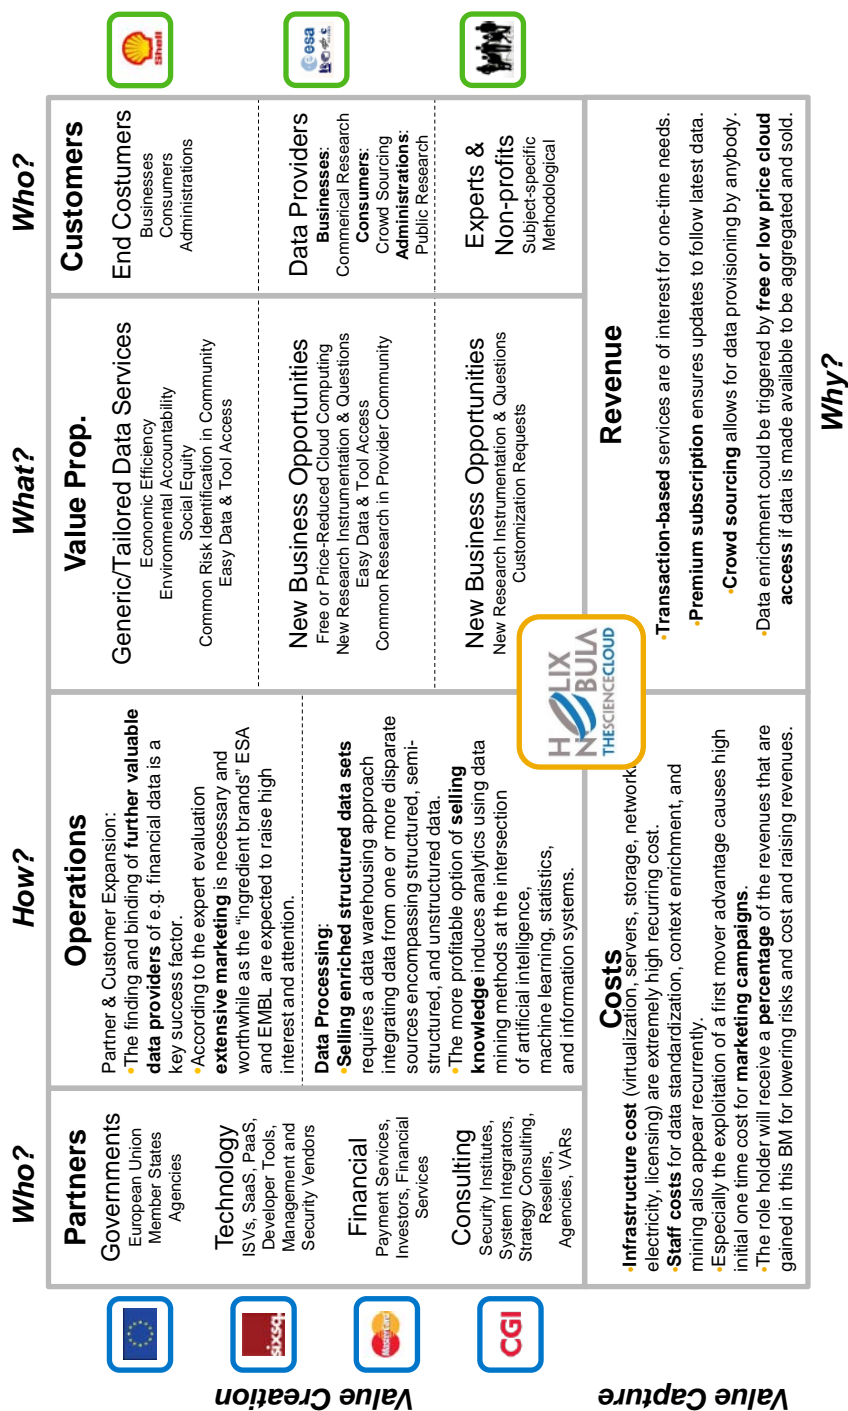 Who?
How?
What?
Who?
Value Creation
Partners
Governments
European Union
Member States
Agencies
Technology
ISVs, SaaS, PaaS,
Developer Tools,
Management and
Security Vendors
Financial
Payment Services,
Investors, Financial
Services
Consulting
Security Institutes,
System Integrators,
Strategy Consulting,
Resellers,
Agencies, VARs
sixsq.
MasterCard
CGI
Operations
Partner & Customer Expansion:
•The finding and binding of further valuable
data providers of e.g. financial data is a
key success factor.
•According to the expert evaluation
extensive marketing is necessary and
worthwhile as the “ingredient brands” ESA
and EMBL are expected to raise high
interest and attention.
Data Processing:
•Selling enriched structured data sets
requires a data warehousing approach
integrating data from one or more disparate
sources encompassing structured, semi-
structured, and unstructured data.
•The more profitable option of selling
knowledge induces analytics using data
mining methods at the intersection
of artificial intelligence,
machine learning, statistics,
and information systems.
Value Prop.
Generic/Tailored Data Services
Economic Efficiency
Environmental Accountability
Social Equity
Common Risk Identification in Community
Easy Data & Tool Access
New Business Opportunities
Free or Price-Reduced Cloud Computing
New Research Instrumentation & Questions
Easy Data & Tool Access
Common Research in Provider Community
New Business Opportunities
New Research Instrumentation & Questions
Customization Requests
Customers
End Costumers
Businesses
Consumers
Administrations
Data Providers
Businesses:
Commerical Research
Consumers:
Crowd Sourcing
Administrations:
Public Research
Experts &
Non-profits
Subject-specific
Methodological
Shell
esa
H LIX
N BULA
THESCIENCECLOUD
Value Capture
Costs
•Infrastructure cost (virtualization, servers, storage, network,
electricity, licensing) are extremely high recurring cost.
•Staff costs for data standardization, context enrichment, and
mining also appear recurrently.
•Especially the exploitation of a first mover advantage causes high
initial one time cost for marketing campaigns.
•The role holder will receive a percentage of the revenues that are
gained in this BM for lowering risks and cost and raising revenues.
Revenue
•Transaction-based services are of interest for one-time needs.
•Premium subscription ensures updates to follow latest data.
•Crowd sourcing allows for data provisioning by anybody.
•Data enrichment could be triggered by free or low price cloud
access if data is made available to be aggregated and sold.
Why?